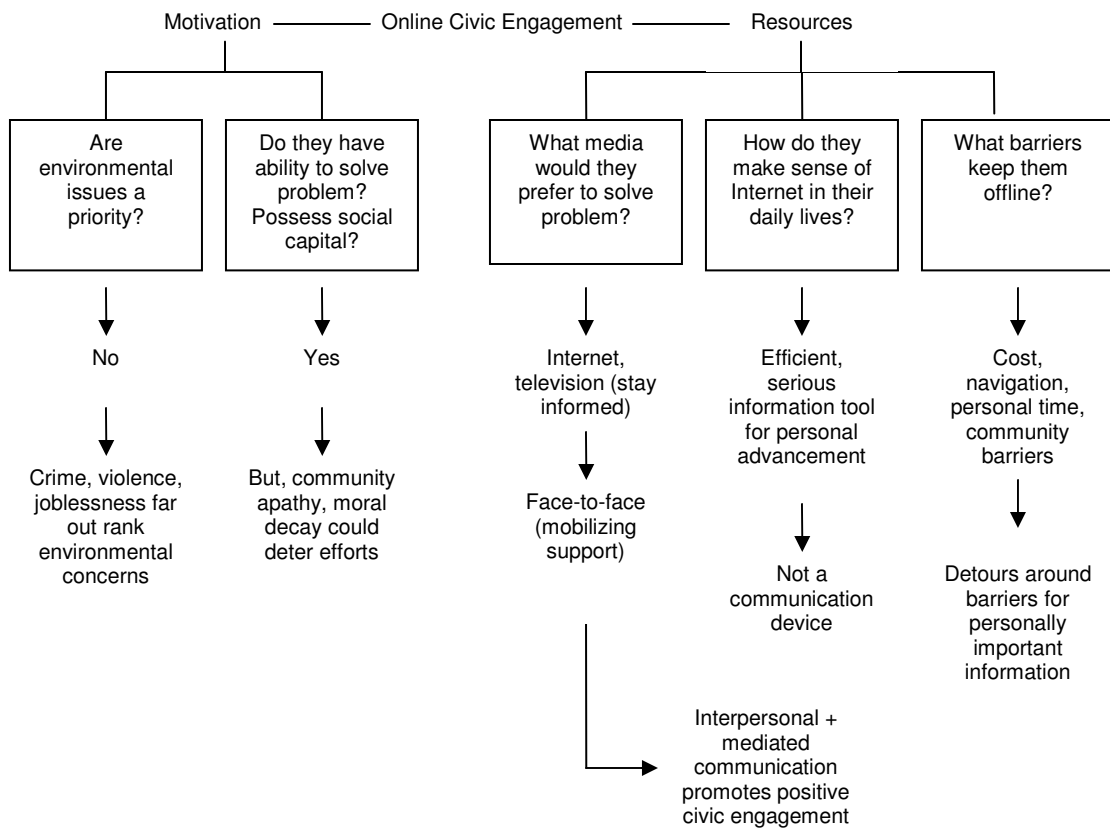 Motivation
Online Civic Engagement
Resources
Are
environmental
issues a
priority?
Do they have
ability to solve
problem?
Possess social
capital?
What media
would they
prefer to solve
problem?
How do they
make sense of
Internet in their
daily lives?
What barriers
keep them
offline?
No
Yes
Internet,
television (stay
informed)
Efficient,
serious
information tool
for personal
advancement
Cost,
navigation,
personal time,
community
barriers
Crime, violence,
joblessness far
out rank
environmental
concerns
But, community
apathy, moral
decay could
deter efforts
Face-to-face
(mobilizing
support)
Not a
communication
device
Detours around
barriers for
personally
important
information
Interpersonal +
mediated
communication
promotes positive
civic engagement